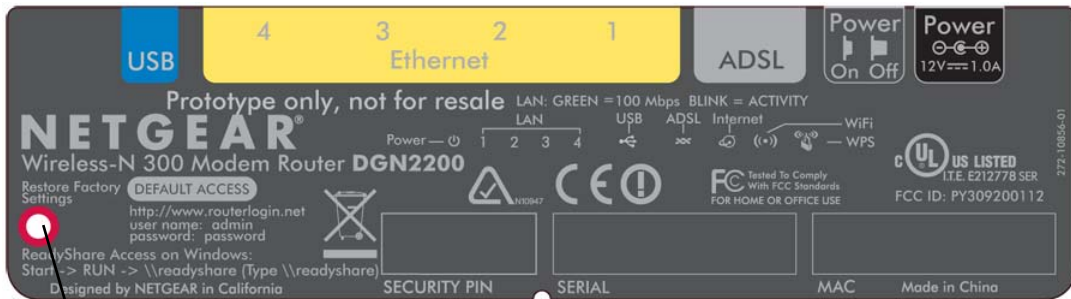 USB
4 3 2 1
Ethernet
ADSL
Power
On Off
Power
12V 1.0A
Prototype only, not for resale
LAN: GREEN =100 Mbps BLINK = ACTIVITY
NETGEAR®
Wireless-N 300 Modem Router DGN2200
Power
LAN
1 2 3 4
USB
ADSL
Internet
WiFi
WPS
Restore Factory
Settings
DEFAULT ACCESS
http://www.routerlogin.net
user name: admin
password: password
ReadyShare Access on Windows:
Start -> RUN -> \\readyshare (Type \\readyshare)
Designed by NETGEAR in California
N10947
CE
FC Tested To Comply
With FCC Standards
FOR HOME OR OFFICE USE
C UL US LISTED
I.T.E. E212778 SER
FCC ID: PY309200112
272-10856-01
SECURITY PIN
SERIAL
MAC
Made in China